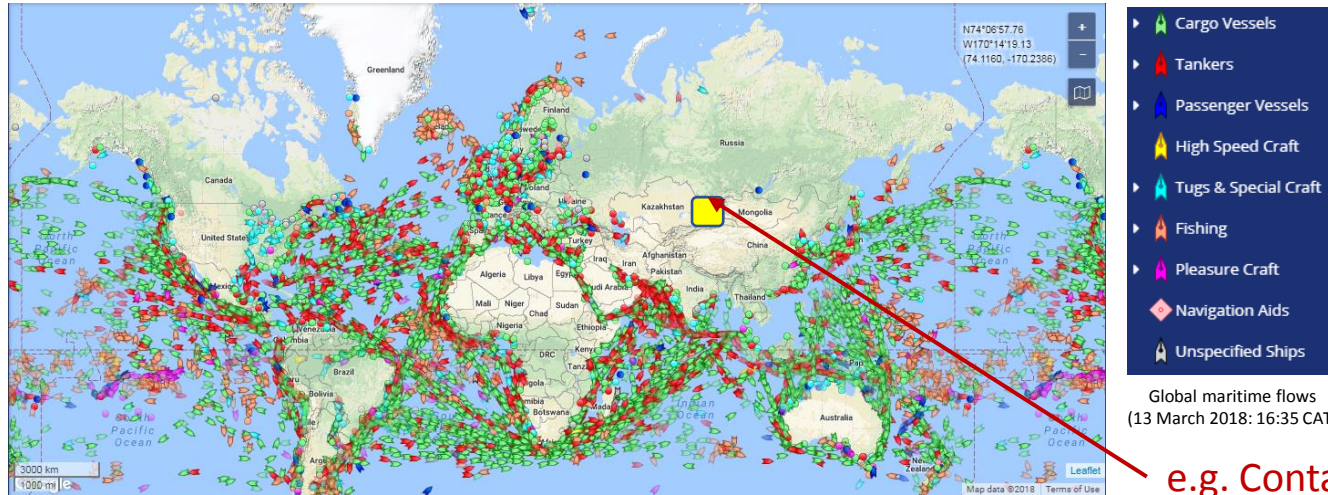 N74°06'57.76
W170°14'19.13
(74.1160, -170.2386)
+
−
Greenland
Finland
Russia
Canada
United States
Kazakhstan
Mongolia
Turkey
China
Afghanistan
Iraq
Iran
Pakistan
Algeria
Libya
India
Mali
Niger
Chad
Sudan
Thailand
Nigeria
Ethiopia
DRC
Brazil
Bolivia
Botswana
Australia
Pacific
Ocean
Indian
Ocean
3000 km
1000 mi
Leaflet
Map data ©2018
Terms of Use
Cargo Vessels
Tankers
Passenger Vessels
High Speed Craft
Tugs & Special Craft
Fishing
Pleasure Craft
Navigation Aids
Unspecified Ships
Global maritime flows
(13 March 2018: 16:35 CAT
e.g. Conta